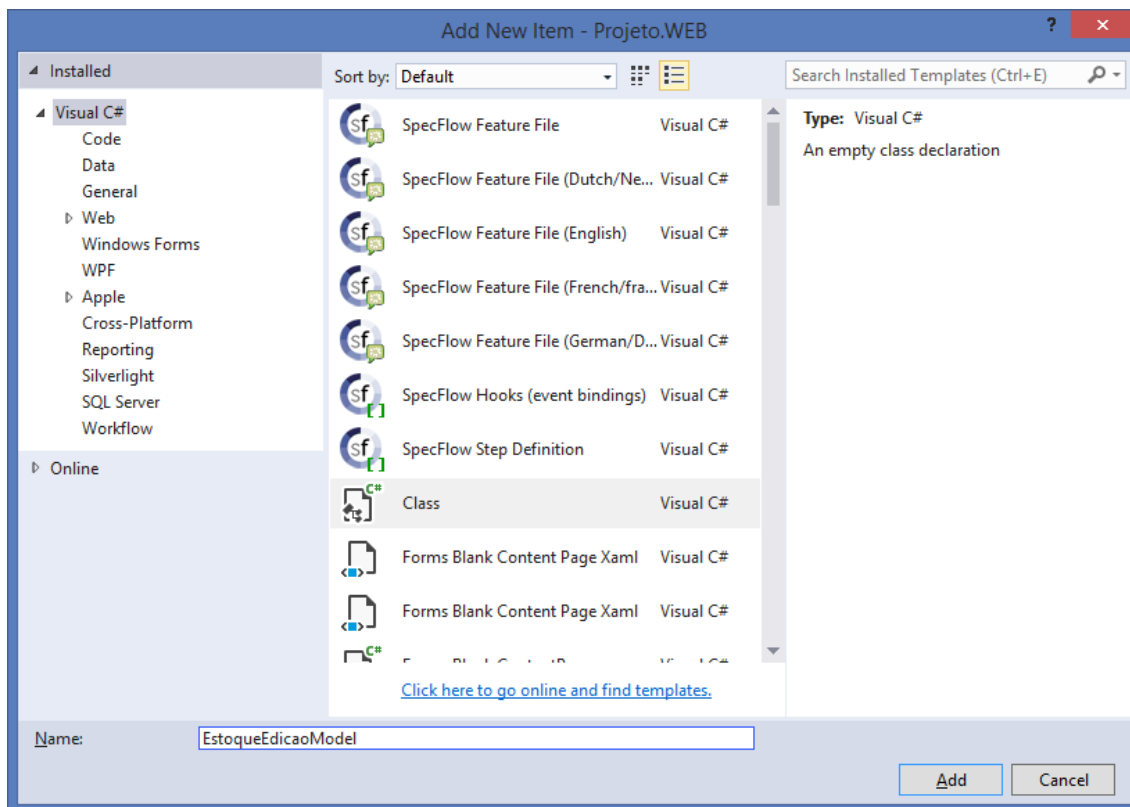 Add New Item - Projeto.WEB
?
Installed
Sort by: Default
Search Installed Templates (Ctrl+E)
Visual C#
Code
Data
General
Web
Windows Forms
WPF
Apple
Cross-Platform
Reporting
Silverlight
SQL Server
Workflow
Online
SpecFlow Feature File Visual C#
SpecFlow Feature File (Dutch/Ne... Visual C#
SpecFlow Feature File (English) Visual C#
SpecFlow Feature File (French/fra... Visual C#
SpecFlow Feature File (German/D... Visual C#
SpecFlow Hooks (event bindings) Visual C#
SpecFlow Step Definition Visual C#
Class Visual C#
Forms Blank Content Page Xaml Visual C#
Forms Blank Content Page Xaml Visual C#
Click here to go online and find templates.
Type: Visual C#
An empty class declaration
Name: EstoqueEdicaoModel
Add
Cancel